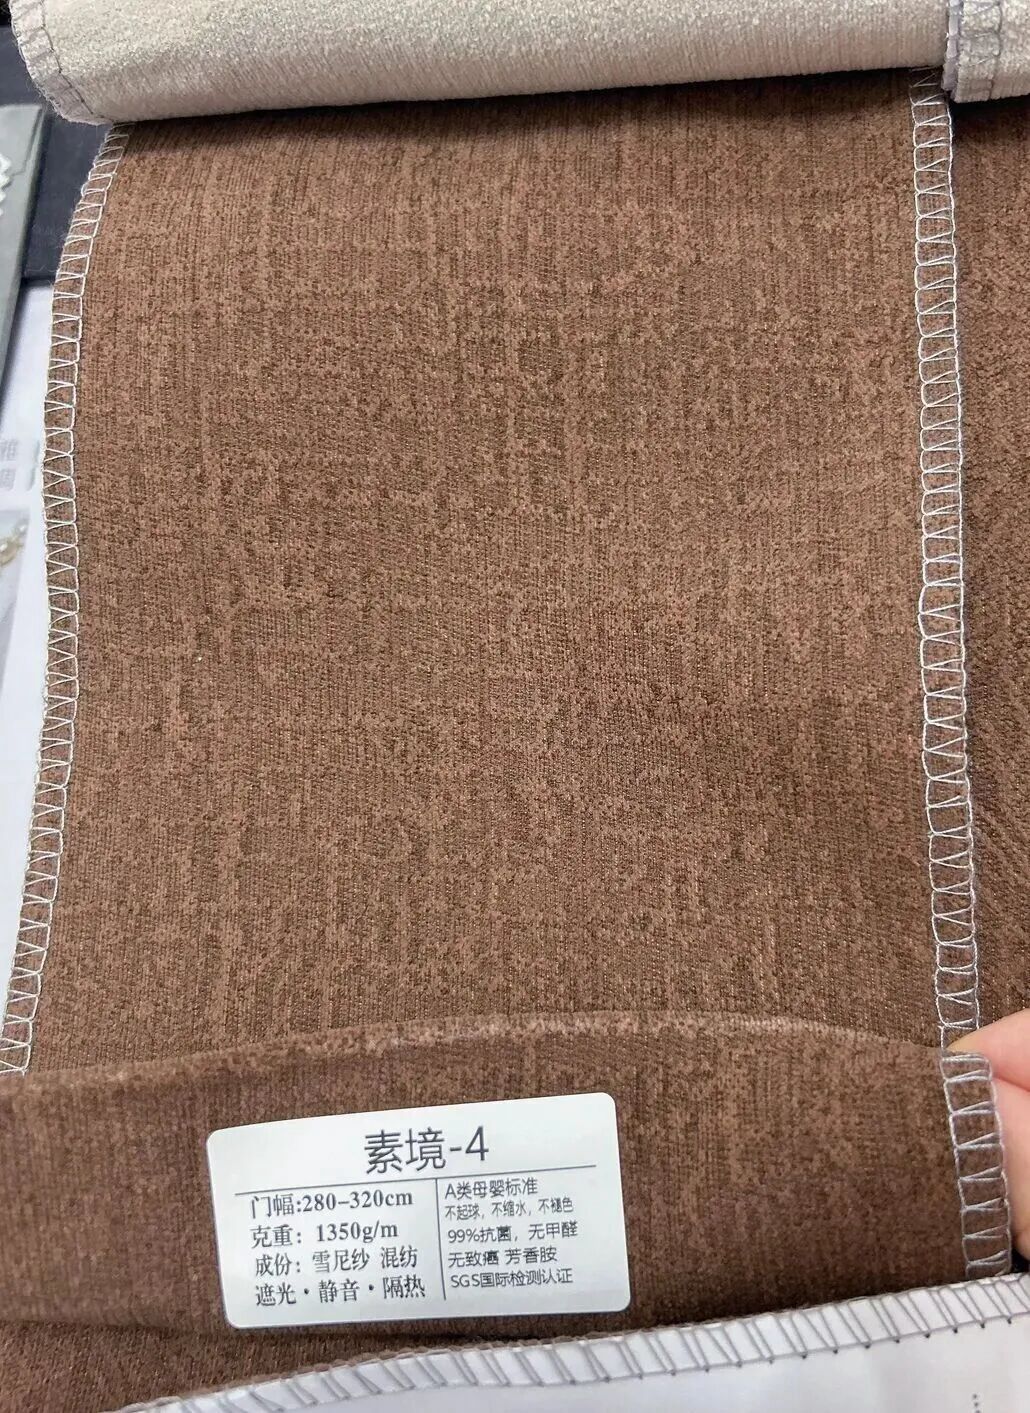 素境-4
门幅:280-320cm
克重: 1350g/m
成份: 雪尼纱 混纺
遮光·静音·隔热
A类母婴标准
不起球, 不缩水, 不褪色
99%抗菌, 无甲醛
无致癌 芳香胺
SGS国际检测认证